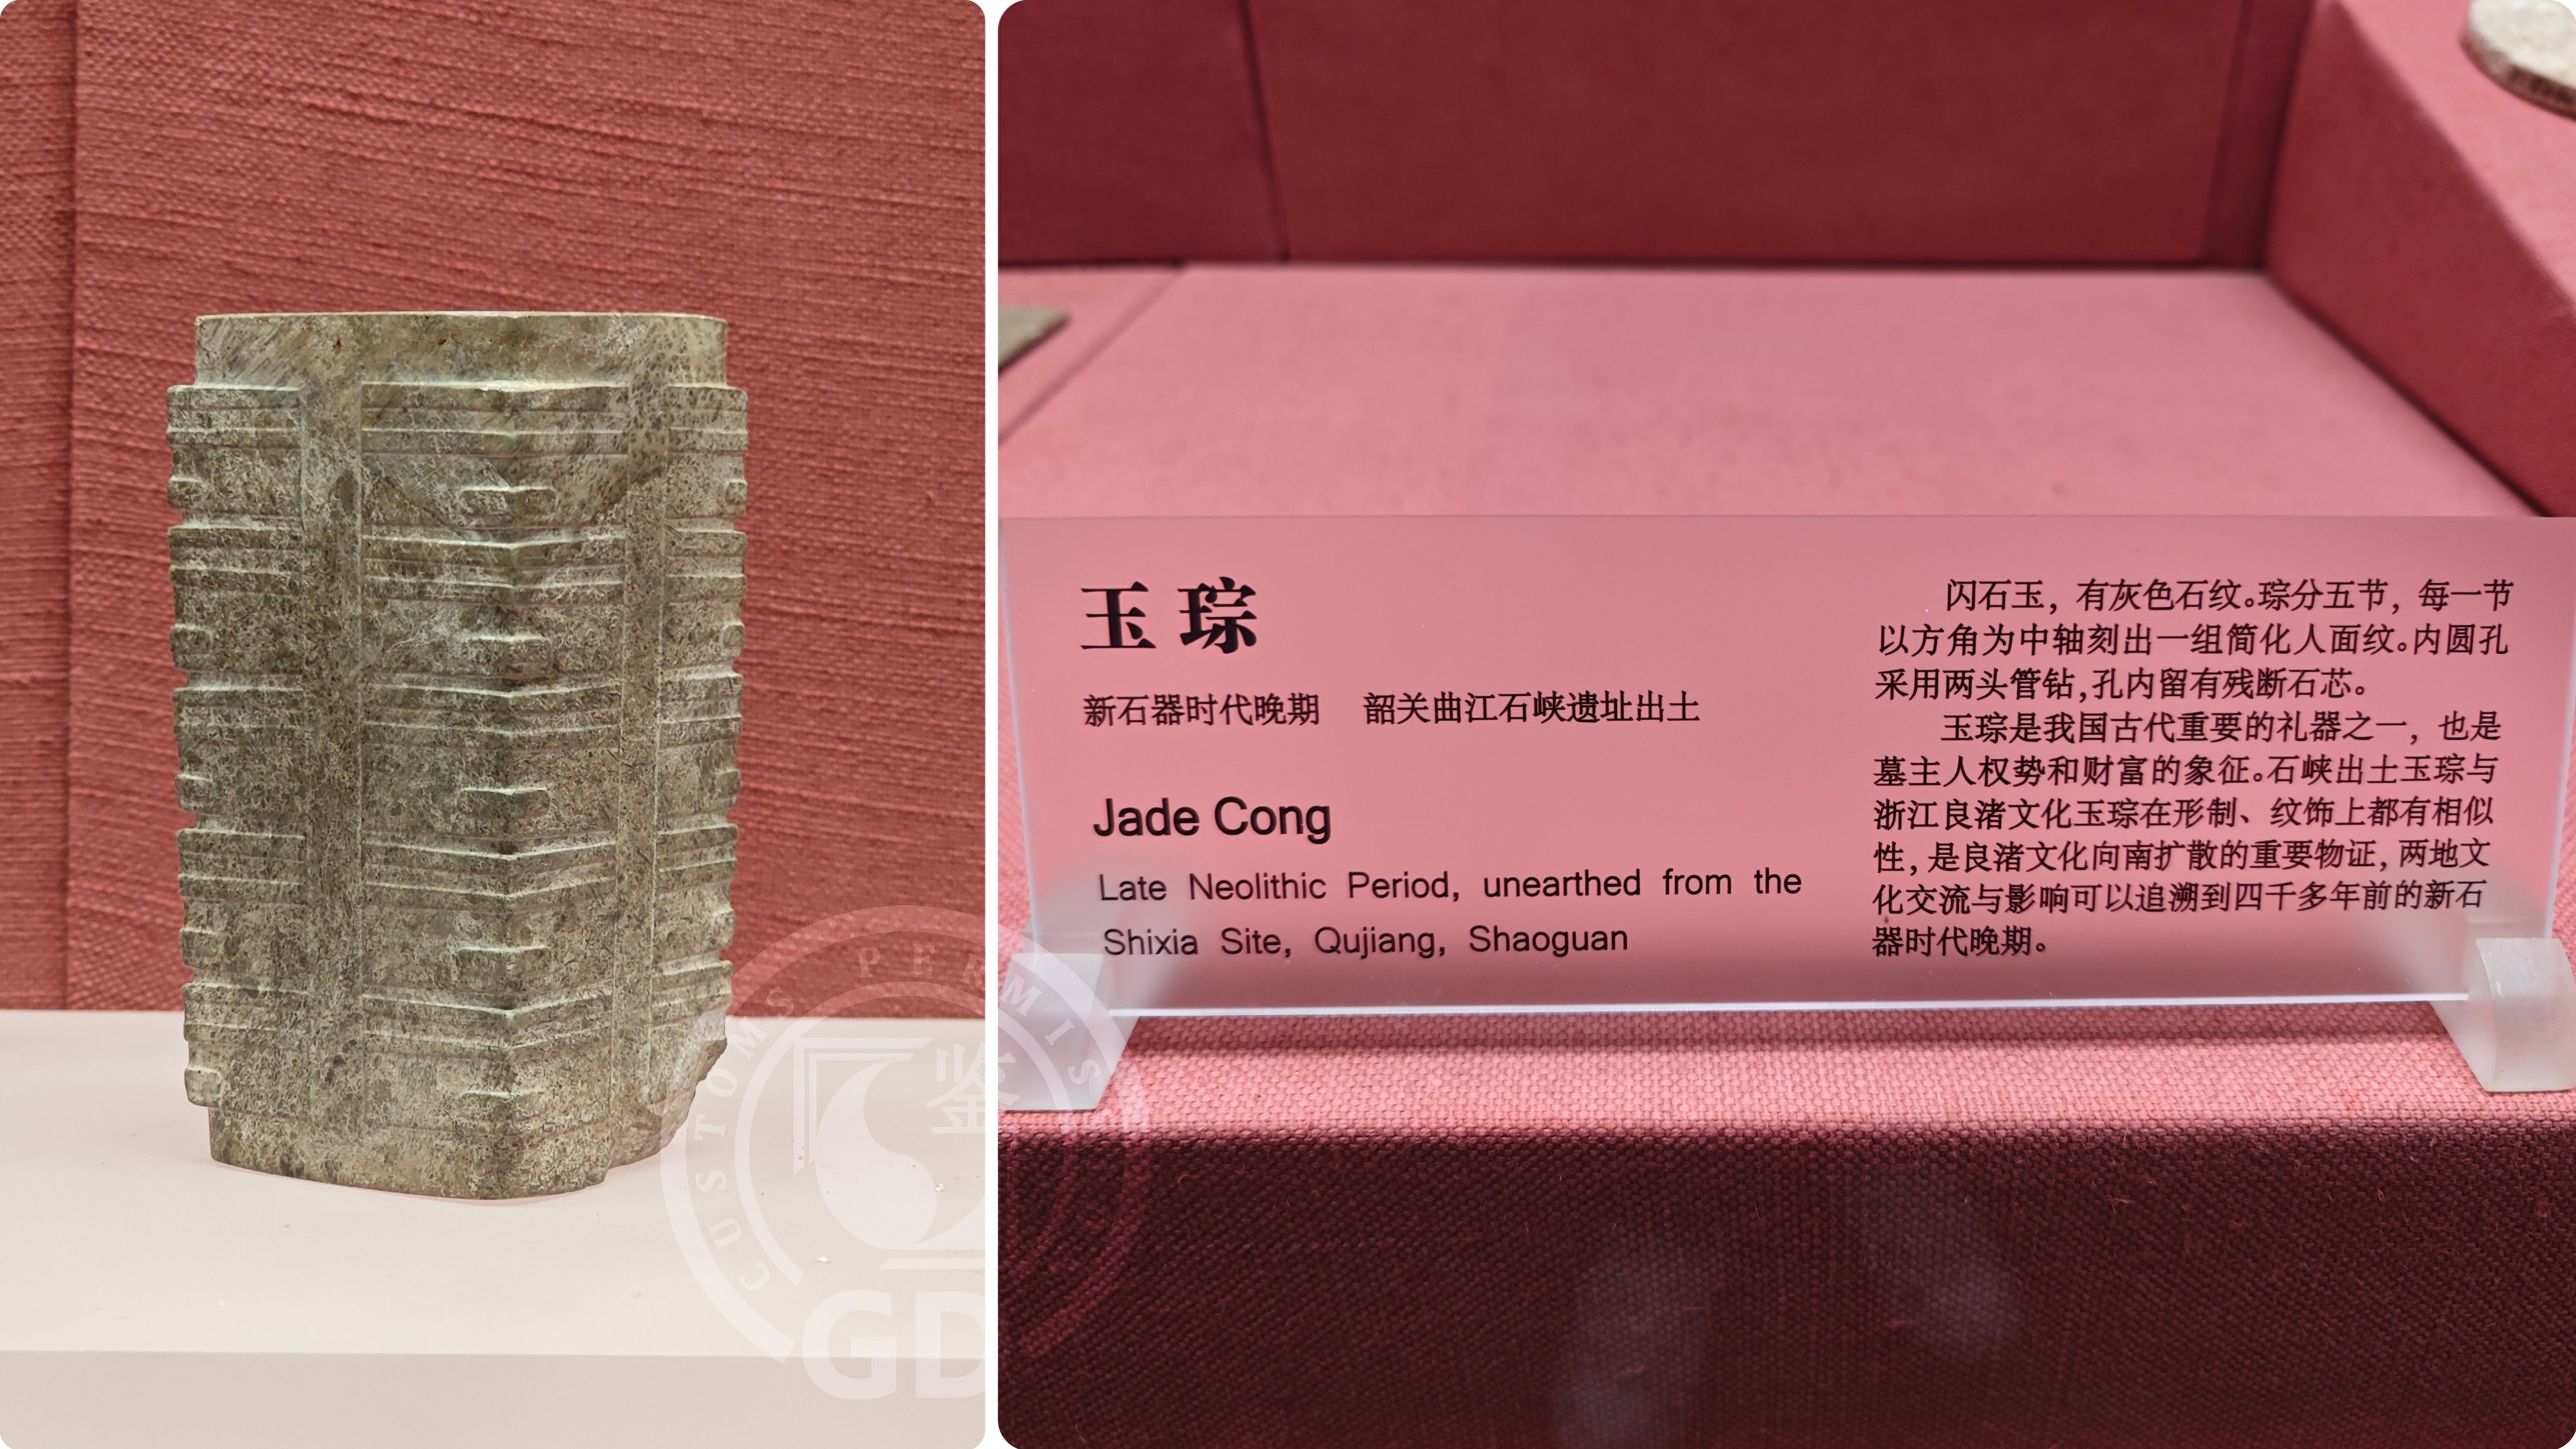 玉琮
新石器时代晚期 韶关曲江石峡遗址出土
Jade Cong
Late Neolithic Period, unearthed from the
Shixia Site, Qujiang, Shaoguan
闪石玉，有灰色石纹。琮分五节，每一节
以方角为中轴刻出一组简化人面纹。内圆孔
采用两头管钻，孔内留有残断石芯。
玉琮是我国古代重要的礼器之一，也是
墓主人权势和财富的象征。石峡出土玉琮与
浙江良渚文化玉琮在形制、纹饰上都有相似
性，是良渚文化向南扩散的重要物证，两地文
化交流与影响可以追溯到四千多年前的新石
器时代晚期。
CUSTOMS PERMIS
鉴
GD